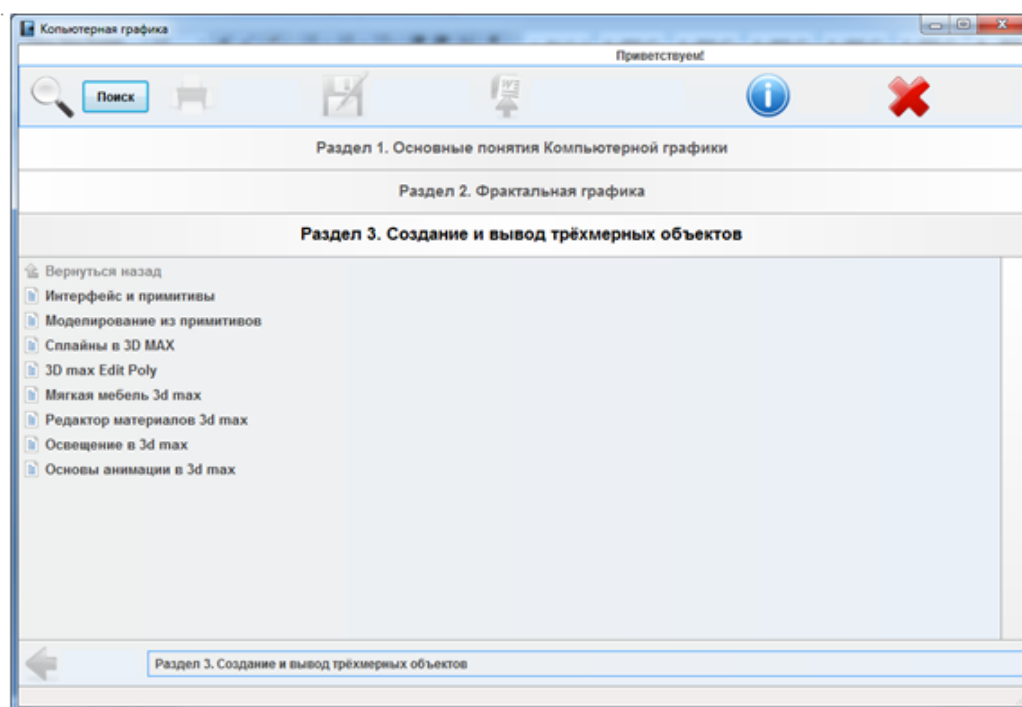 Копьютерная графика
Приветствуем!
Поиск
Раздел 1. Основные понятия Компьютерной графики
Раздел 2. Фрактальная графика
Раздел 3. Создание и вывод трёхмерных объектов
Вернуться назад
Интерфейс и примитивы
Моделирование из примитивов
Сплайны в 3D MAX
3D max Edit Poly
Мягкая мебель 3d max
Редактор материалов 3d max
Освещение в 3d max
Основы анимации в 3d max
Раздел 3. Создание и вывод трёхмерных объектов